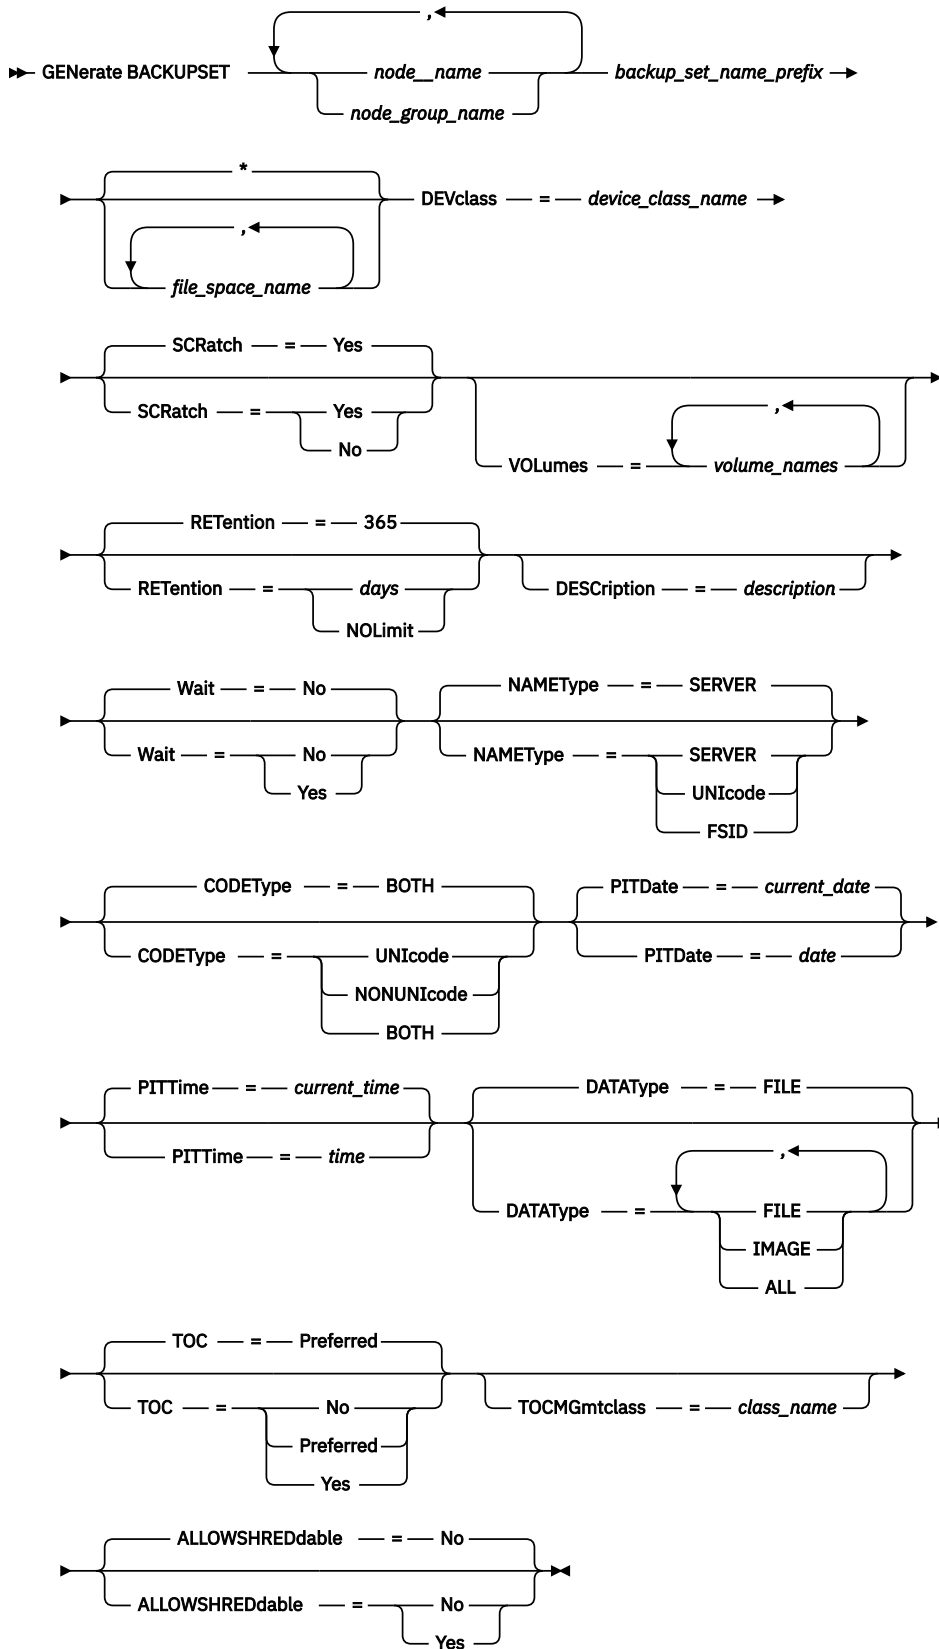 ,
GENerate BACKUPSET node__name backup_set_name_prefix
node_group_name
*
DEVclass = device_class_name
,
file_space_name
SCRatch = Yes
SCRatch = Yes
No
,
VOLumes = volume_names
RETention = 365
RETention = days
NOLimit
DESCription = description
Wait = No
Wait = No
Yes
NAMEType = SERVER
NAMEType = SERVER
UNIcode
FSID
CODEType = BOTH
CODEType = UNIcode
NONUNIcode
BOTH
PITDate = current_date
PITDate = date
PITTime = current_time
PITTime = time
DATAType = FILE
,
DATAType = FILE
IMAGE
ALL
TOC = Preferred
TOC = No
Preferred
Yes
TOCMGmtclass = class_name
ALLOWSHREDdable = No
ALLOWSHREDdable = No
Yes